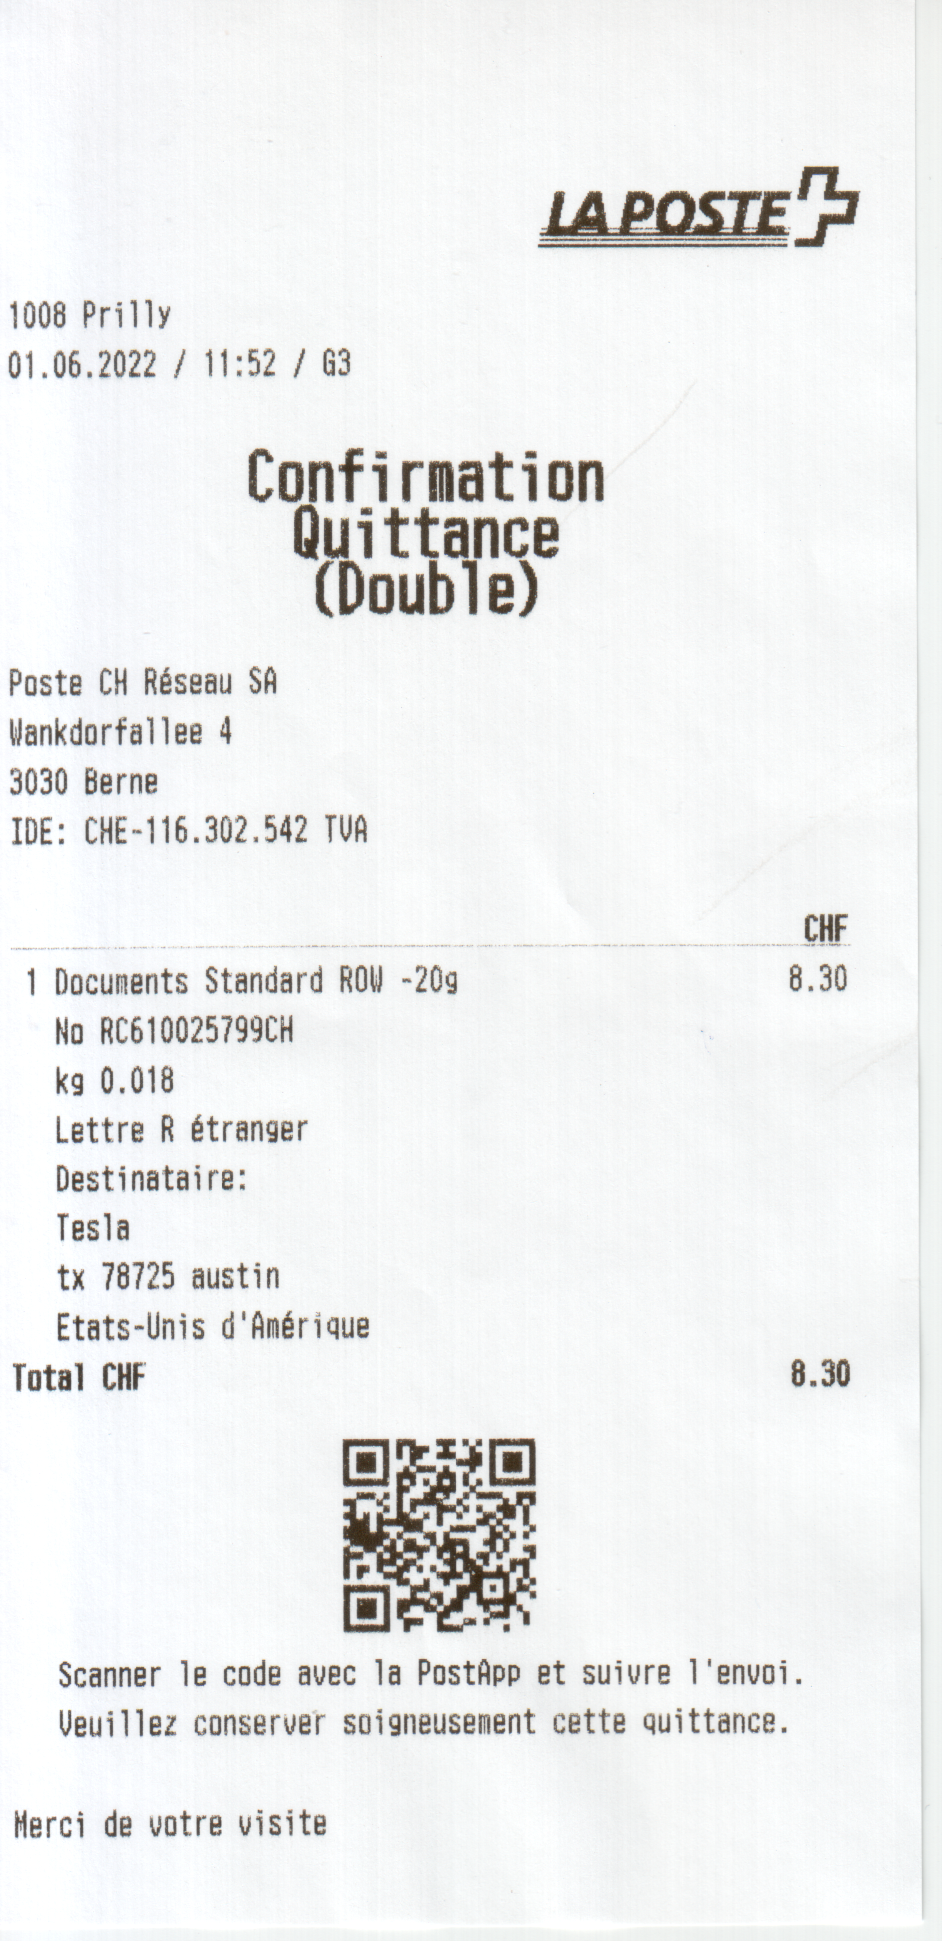 LA POSTE
1008 Prilly
01.06.2022 / 11:52 / G3
Confirmation
Quittance
(Double)
Poste CH Réseau SA
Wankdorfallee 4
3030 Berne
IDE: CHE-116.302.542 TVA
CHF
1 Documents Standard ROW -20g 8.30
No RC610025799CH
kg 0.018
Lettre R étranger
Destinataire:
Tesla
tx 78725 austin
Etats-Unis d'Amérique
Total CHF 8.30
Scanner le code avec la PostApp et suivre l'envoi.
Veuillez conserver soigneusement cette quittance.
Merci de votre visite